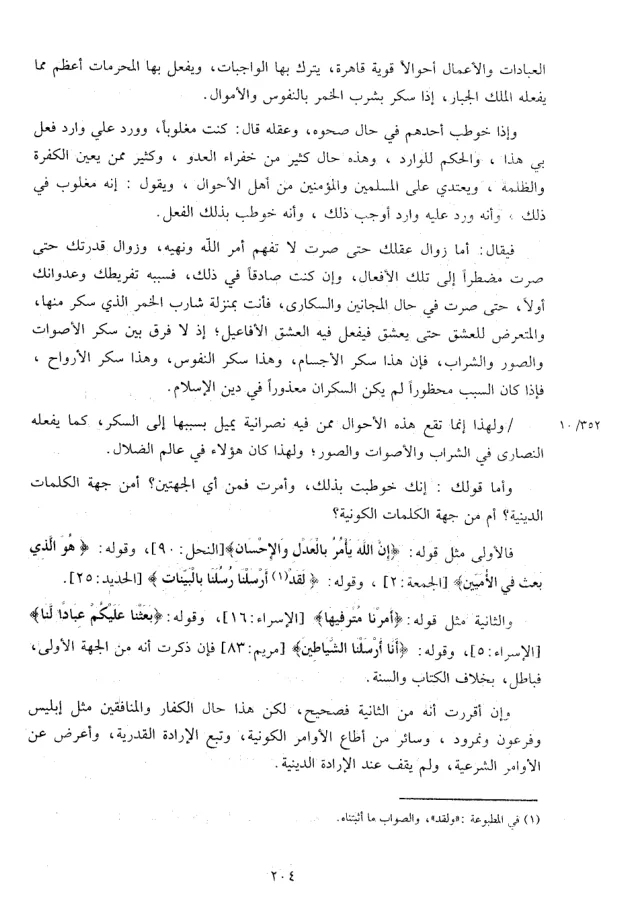 العبادات والأعمال أحوالاً قوية قاهرة، يترك بها الواجبات، ويفعل بها المحرمات أعظم مما
يفعله الملك الجبار، إذا سكر بشرب الخمر بالنفوس والأموال.
وإذا خوطب أحدهم في حال صحوه، وعقله قال: كنت مغلوباً، وورد علي وارد فعل
بي هذا ، والحكم للوارد ، وهذه حال كثير من خفراء العدو ، وكثير ممن يعين الكفرة
والظلمة ، ويعتدي على المسلمين والمؤمنين من أهل الأحوال ، ويقول : إنه مغلوب في
ذلك ، وأنه ورد عليه وارد أوجب ذلك ، وأنه خوطب بذلك الفعل.
فيقال: أما زوال عقلك حتى صرت لا تفهم أمر الله ونهيه، وزوال قدرتك حتى
صرت مضطراً إلى تلك الأفعال، وإن كنت صادقاً في ذلك، فسببه تفريطك وعدوانك
أولاً، حتى صرت في حال المجانين والسكارى، فأنت بمنزلة شارب الخمر الذي سكر منها،
والمتعرض للعشق حتى يعشق فيفعل فيه العشق الأفاعيل؛ إذ لا فرق بين سكر الأصوات
والصور والشراب، فإن هذا سكر الأجسام، وهذا سكر النفوس، وهذا سكر الأرواح ،
فإذا كان السبب محظوراً لم يكن السكران معذوراً في دين الإسلام.
١٠/٣٥٢ / ولهذا إنما تقع هذه الأحوال ممن فيه نصرانية يميل بسببها إلى السكر، كما يفعله
النصارى في الشراب والأصوات والصور؛ ولهذا كان هؤلاء في عالم الضلال.
وأما قولك : إنك خوطبت بذلك، وأمرت فمن أي الجهتين؟ أمن جهة الكلمات
الدينية؟ أم من جهة الكلمات الكونية؟
فالأولى مثل قوله: ﴿إِنَّ اللَّهَ يَأْمُرُ بِالْعَدْلِ وَالإِحْسَانِ﴾[النحل:٩٠]، وقوله: ﴿ هُوَ الَّذِي
بَعَثَ فِي الأُمِّيِّينَ﴾ [الجمعة:٢] ، وقوله: ﴿ لَقَدْ(١) أَرْسَلْنَا رُسُلَنَا بِالْبَيِّنَاتِ ﴾ [الحديد:٢٥].
والثانية مثل قوله: ﴿أَمَرْنَا مُتْرَفِيهَا﴾ [الإسراء:١٦]، وقوله: ﴿بَعَثْنَا عَلَيْكُمْ عِبَادًا لَّنَا﴾
[الإسراء:٥]، وقوله: ﴿أَنَّا أَرْسَلْنَا الشَّيَاطِينَ﴾ [مريم:٨٣] فإن ذكرت أنه من الجهة الأولى،
فباطل، بخلاف الكتاب والسنة.
وإن أقررت أنه من الثانية فصحيح، لكن هذا حال الكفار والمنافقين مثل إبليس
وفرعون ونمرود ، وسائر من أطاع الأوامر الكونية، وتبع الإرادة القدرية، وأعرض عن
الأوامر الشرعية، ولم يقف عند الإرادة الدينية.
(١) في المطبوعة :«ولقد»، والصواب ما أثبتناه.
٢٠٤